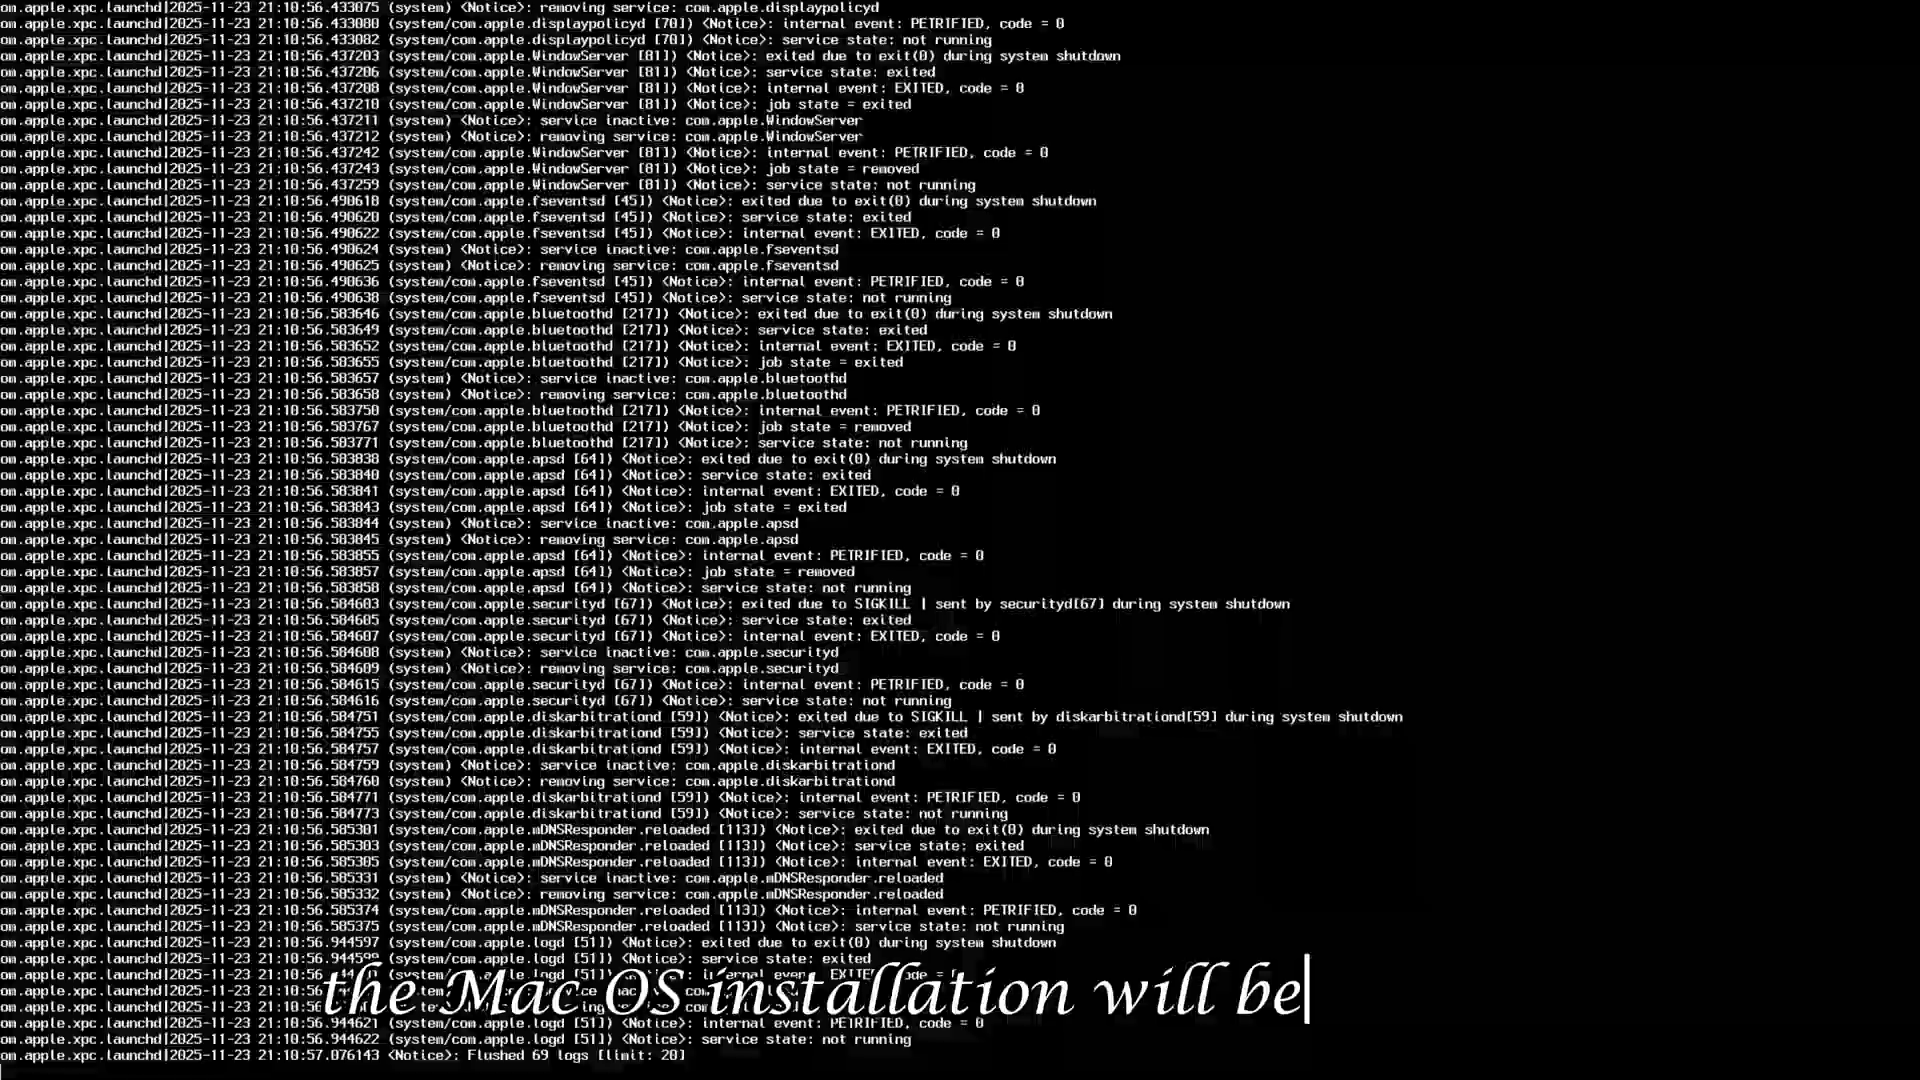 om.apple.xpc.launchd|2025-11-23 21:10:56.433075 (system) <Notice>: removing service: com.apple.displaypolicyd
om.apple.xpc.launchd|2025-11-23 21:10:56.433080 (system/com.apple.displaypolicyd [70]) <Notice>: internal event: PETRIFIED, code = 0
om.apple.xpc.launchd|2025-11-23 21:10:56.433082 (system/com.apple.displaypolicyd [70]) <Notice>: service state: not running
om.apple.xpc.launchd|2025-11-23 21:10:56.437203 (system/com.apple.WindowServer [81]) <Notice>: exited due to exit(0) during system shutdown
om.apple.xpc.launchd|2025-11-23 21:10:56.437206 (system/com.apple.WindowServer [81]) <Notice>: service state: exited
om.apple.xpc.launchd|2025-11-23 21:10:56.437208 (system/com.apple.WindowServer [81]) <Notice>: internal event: EXITED, code = 0
om.apple.xpc.launchd|2025-11-23 21:10:56.437210 (system/com.apple.WindowServer [81]) <Notice>: job state = exited
om.apple.xpc.launchd|2025-11-23 21:10:56.437211 (system) <Notice>: service inactive: com.apple.WindowServer
om.apple.xpc.launchd|2025-11-23 21:10:56.437212 (system) <Notice>: removing service: com.apple.WindowServer
om.apple.xpc.launchd|2025-11-23 21:10:56.437242 (system/com.apple.WindowServer [81]) <Notice>: internal event: PETRIFIED, code = 0
om.apple.xpc.launchd|2025-11-23 21:10:56.437243 (system/com.apple.WindowServer [81]) <Notice>: job state = removed
om.apple.xpc.launchd|2025-11-23 21:10:56.437259 (system/com.apple.WindowServer [81]) <Notice>: service state: not running
om.apple.xpc.launchd|2025-11-23 21:10:56.490618 (system/com.apple.fseventsd [45]) <Notice>: exited due to exit(0) during system shutdown
om.apple.xpc.launchd|2025-11-23 21:10:56.490620 (system/com.apple.fseventsd [45]) <Notice>: service state: exited
om.apple.xpc.launchd|2025-11-23 21:10:56.490622 (system/com.apple.fseventsd [45]) <Notice>: internal event: EXITED, code = 0
om.apple.xpc.launchd|2025-11-23 21:10:56.490624 (system) <Notice>: service inactive: com.apple.fseventsd
om.apple.xpc.launchd|2025-11-23 21:10:56.490625 (system) <Notice>: removing service: com.apple.fseventsd
om.apple.xpc.launchd|2025-11-23 21:10:56.490636 (system/com.apple.fseventsd [45]) <Notice>: internal event: PETRIFIED, code = 0
om.apple.xpc.launchd|2025-11-23 21:10:56.490638 (system/com.apple.fseventsd [45]) <Notice>: service state: not running
om.apple.xpc.launchd|2025-11-23 21:10:56.583646 (system/com.apple.bluetoothd [217]) <Notice>: exited due to exit(0) during system shutdown
om.apple.xpc.launchd|2025-11-23 21:10:56.583649 (system/com.apple.bluetoothd [217]) <Notice>: service state: exited
om.apple.xpc.launchd|2025-11-23 21:10:56.583652 (system/com.apple.bluetoothd [217]) <Notice>: internal event: EXITED, code = 0
om.apple.xpc.launchd|2025-11-23 21:10:56.583655 (system/com.apple.bluetoothd [217]) <Notice>: job state = exited
om.apple.xpc.launchd|2025-11-23 21:10:56.583657 (system) <Notice>: service inactive: com.apple.bluetoothd
om.apple.xpc.launchd|2025-11-23 21:10:56.583658 (system) <Notice>: removing service: com.apple.bluetoothd
om.apple.xpc.launchd|2025-11-23 21:10:56.583750 (system/com.apple.bluetoothd [217]) <Notice>: internal event: PETRIFIED, code = 0
om.apple.xpc.launchd|2025-11-23 21:10:56.583767 (system/com.apple.bluetoothd [217]) <Notice>: job state = removed
om.apple.xpc.launchd|2025-11-23 21:10:56.583771 (system/com.apple.bluetoothd [217]) <Notice>: service state: not running
om.apple.xpc.launchd|2025-11-23 21:10:56.583838 (system/com.apple.apsd [64]) <Notice>: exited due to exit(0) during system shutdown
om.apple.xpc.launchd|2025-11-23 21:10:56.583840 (system/com.apple.apsd [64]) <Notice>: service state: exited
om.apple.xpc.launchd|2025-11-23 21:10:56.583841 (system/com.apple.apsd [64]) <Notice>: internal event: EXITED, code = 0
om.apple.xpc.launchd|2025-11-23 21:10:56.583843 (system/com.apple.apsd [64]) <Notice>: job state = exited
om.apple.xpc.launchd|2025-11-23 21:10:56.583844 (system) <Notice>: service inactive: com.apple.apsd
om.apple.xpc.launchd|2025-11-23 21:10:56.583845 (system) <Notice>: removing service: com.apple.apsd
om.apple.xpc.launchd|2025-11-23 21:10:56.583855 (system/com.apple.apsd [64]) <Notice>: internal event: PETRIFIED, code = 0
om.apple.xpc.launchd|2025-11-23 21:10:56.583857 (system/com.apple.apsd [64]) <Notice>: job state = removed
om.apple.xpc.launchd|2025-11-23 21:10:56.583858 (system/com.apple.apsd [64]) <Notice>: service state: not running
om.apple.xpc.launchd|2025-11-23 21:10:56.584603 (system/com.apple.securityd [67]) <Notice>: exited due to SIGKILL | sent by securityd[67] during system shutdown
om.apple.xpc.launchd|2025-11-23 21:10:56.584605 (system/com.apple.securityd [67]) <Notice>: service state: exited
om.apple.xpc.launchd|2025-11-23 21:10:56.584607 (system/com.apple.securityd [67]) <Notice>: internal event: EXITED, code = 0
om.apple.xpc.launchd|2025-11-23 21:10:56.584608 (system) <Notice>: service inactive: com.apple.securityd
om.apple.xpc.launchd|2025-11-23 21:10:56.584609 (system) <Notice>: removing service: com.apple.securityd
om.apple.xpc.launchd|2025-11-23 21:10:56.584615 (system/com.apple.securityd [67]) <Notice>: internal event: PETRIFIED, code = 0
om.apple.xpc.launchd|2025-11-23 21:10:56.584616 (system/com.apple.securityd [67]) <Notice>: service state: not running
om.apple.xpc.launchd|2025-11-23 21:10:56.584751 (system/com.apple.diskarbitrationd [59]) <Notice>: exited due to SIGKILL | sent by diskarbitrationd[59] during system shutdown
om.apple.xpc.launchd|2025-11-23 21:10:56.584755 (system/com.apple.diskarbitrationd [59]) <Notice>: service state: exited
om.apple.xpc.launchd|2025-11-23 21:10:56.584757 (system/com.apple.diskarbitrationd [59]) <Notice>: internal event: EXITED, code = 0
om.apple.xpc.launchd|2025-11-23 21:10:56.584759 (system) <Notice>: service inactive: com.apple.diskarbitrationd
om.apple.xpc.launchd|2025-11-23 21:10:56.584760 (system) <Notice>: removing service: com.apple.diskarbitrationd
om.apple.xpc.launchd|2025-11-23 21:10:56.584771 (system/com.apple.diskarbitrationd [59]) <Notice>: internal event: PETRIFIED, code = 0
om.apple.xpc.launchd|2025-11-23 21:10:56.584773 (system/com.apple.diskarbitrationd [59]) <Notice>: service state: not running
om.apple.xpc.launchd|2025-11-23 21:10:56.585301 (system/com.apple.mDNSResponder.reloaded [113]) <Notice>: exited due to exit(0) during system shutdown
om.apple.xpc.launchd|2025-11-23 21:10:56.585303 (system/com.apple.mDNSResponder.reloaded [113]) <Notice>: service state: exited
om.apple.xpc.launchd|2025-11-23 21:10:56.585305 (system/com.apple.mDNSResponder.reloaded [113]) <Notice>: internal event: EXITED, code = 0
om.apple.xpc.launchd|2025-11-23 21:10:56.585331 (system) <Notice>: service inactive: com.apple.mDNSResponder.reloaded
om.apple.xpc.launchd|2025-11-23 21:10:56.585332 (system) <Notice>: removing service: com.apple.mDNSResponder.reloaded
om.apple.xpc.launchd|2025-11-23 21:10:56.585374 (system/com.apple.mDNSResponder.reloaded [113]) <Notice>: internal event: PETRIFIED, code = 0
om.apple.xpc.launchd|2025-11-23 21:10:56.585375 (system/com.apple.mDNSResponder.reloaded [113]) <Notice>: service state: not running
om.apple.xpc.launchd|2025-11-23 21:10:56.944597 (system/com.apple.logd [51]) <Notice>: exited due to exit(0) during system shutdown
om.apple.xpc.launchd|2025-11-23 21:10:56.944599 (system/com.apple.logd [51]) <Notice>: service state: exited
om.apple.xpc.launchd|2025-11-23 21:10
om.apple.xpc.launchd|2025-11-23 21:10
the Mac OS installation will be
om.apple.xpc.launchd|2025-11-23 21:10
om.apple.xpc.launchd|2025-11-23 21:10:56.944621 (system/com.apple.logd [51]) <Notice>: internal event: PETRIFIED, code = 0
om.apple.xpc.launchd|2025-11-23 21:10:56.944622 (system/com.apple.logd [51]) <Notice>: service state: not running
om.apple.xpc.launchd|2025-11-23 21:10:57.076143 <Notice>: Flushed 69 logs [limit: 20]